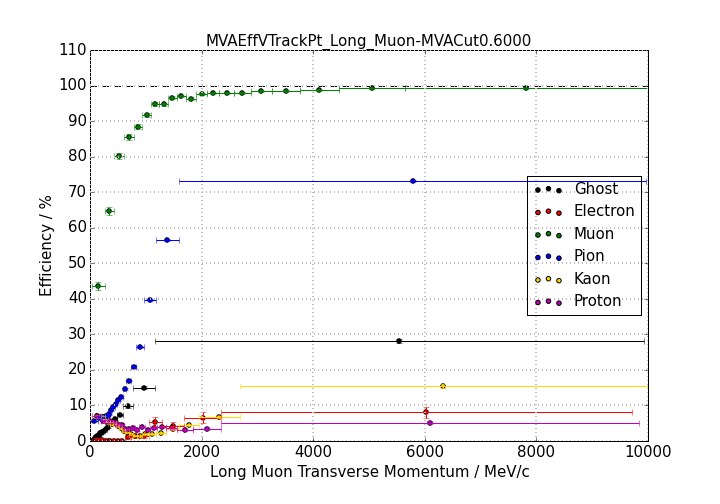 MVAEffVTrackPt_Long_Muon-MVACut0.6000
110
100
90
80
70
60
50
40
30
20
10
0
Efficiency / %
Ghost
Electron
Muon
Pion
Kaon
Proton
0 2000 4000 6000 8000 10000
Long Muon Transverse Momentum / MeV/c